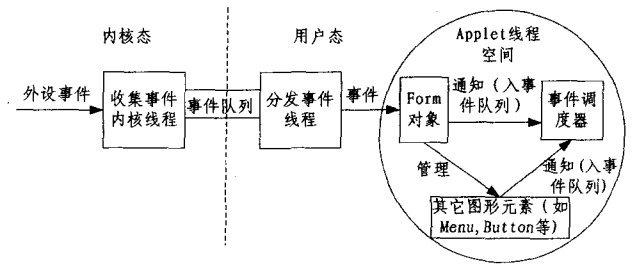 内核态
用户态
Applet线程
空间
外设事件
收集事件
内核线程
事件队列
分发事件
线程
事件
Form
对象
通知(入事
件队列)
事件调
度器
管理
通知(入事
件队列)
其它图形元素(如
Menu,Button等)